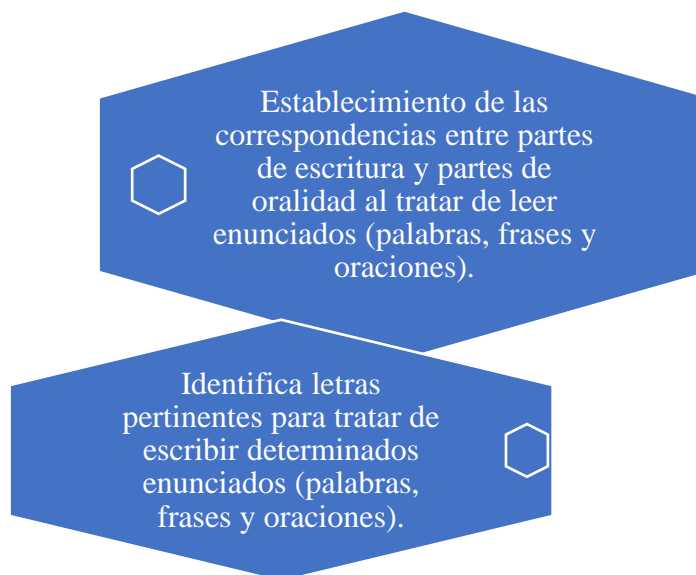 Establecimiento de las
correspondencias entre partes
de escritura y partes de
oralidad al tratar de leer
enunciados (palabras, frases y
oraciones).
Identifica letras
pertinentes para tratar de
escribir determinados
enunciados (palabras,
frases y oraciones).